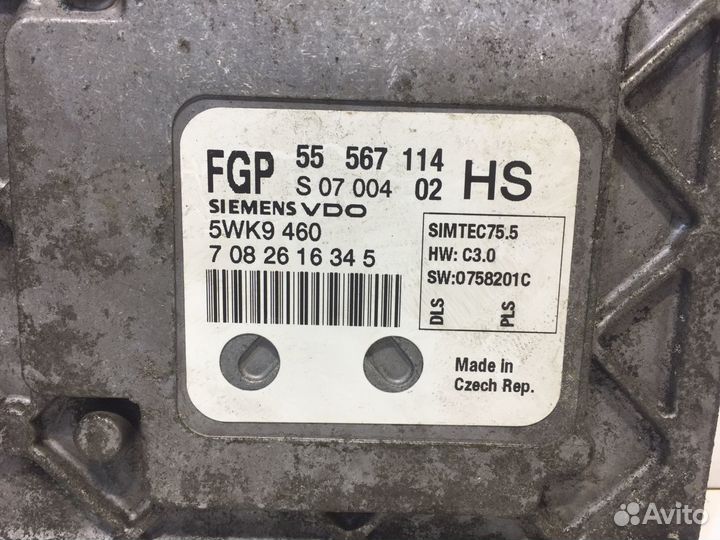 FGP 55 567 114 HS
S 07 004 02
SIEMENS VDO
5WK9 460
7 08 26 16 34 5
SIMTEC75.5
HW: C3.0
SW:0758201C
DLS PLS
Made in
Czech Rep.
Avito